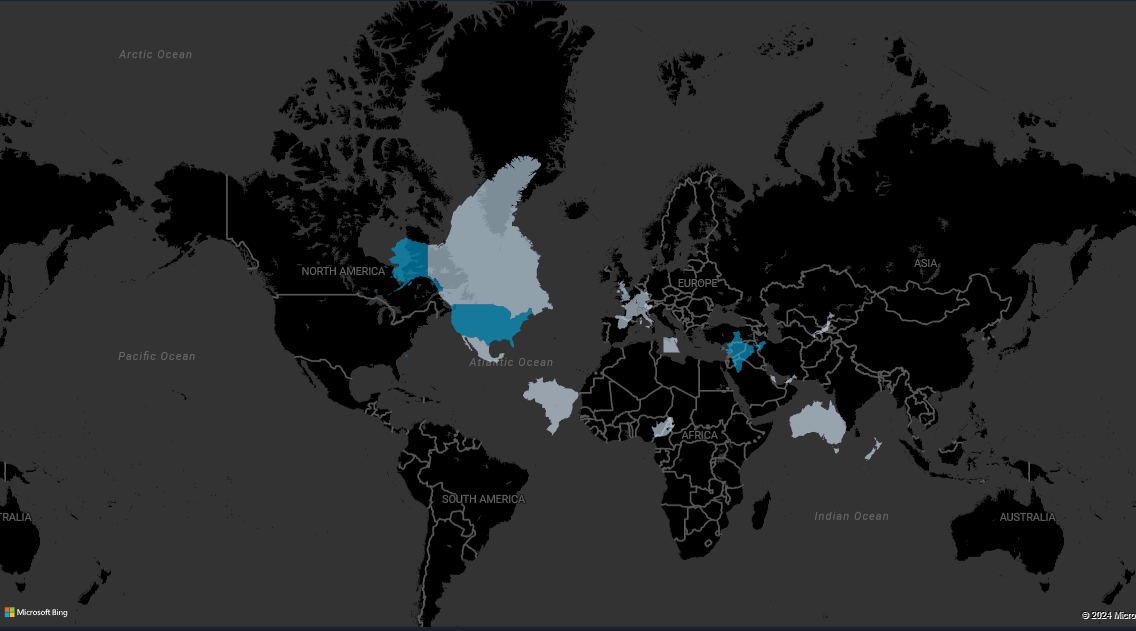 Arctic Ocean
NORTH AMERICA
EUROPE
ASIA
Pacific Ocean
Atlantic Ocean
AFRICA
SOUTH AMERICA
Indian Ocean
TRALIA
AUSTRALIA
Microsoft Bing
© 2024 Micro